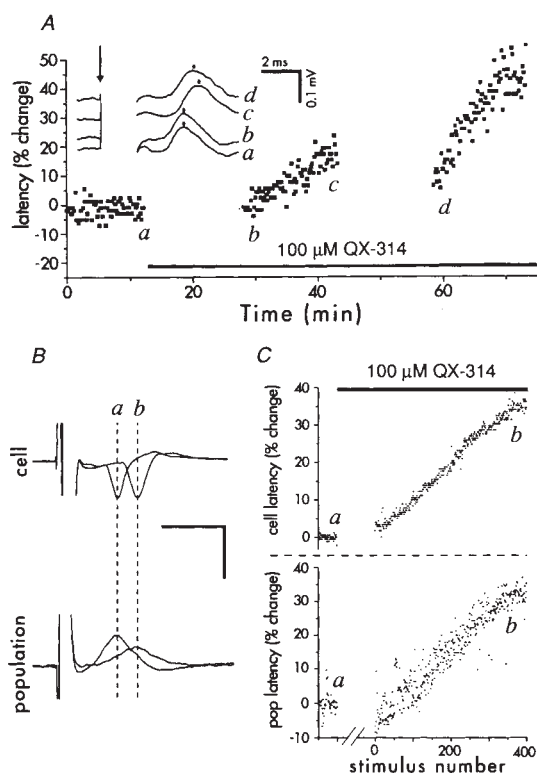 A
latency (% change)
50
40
30
20
10
0
-10
-20
2 ms
0.1 mV
d
c
b
a
a
b
c
d
100 µM QX-314
0
20
40
60
Time (min)
B
a
b
cell
population
C
100 µM QX-314
cell latency (% change)
40
30
20
10
0
a
b
pop latency (% change)
40
30
20
10
0
-10
a
b
0
200
400
stimulus number